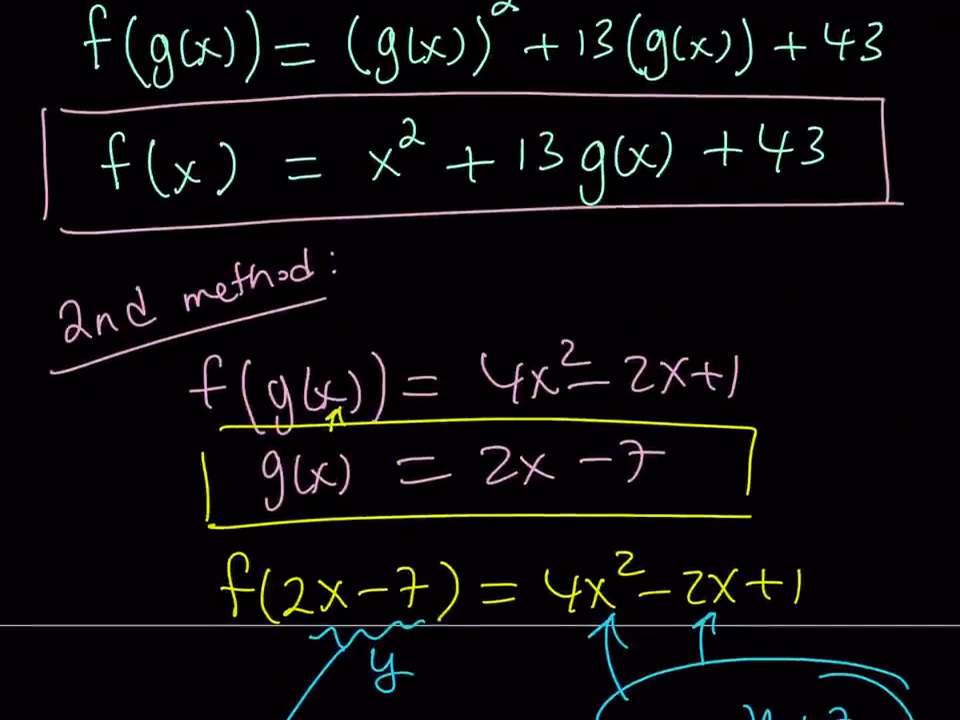 f(g(x)) = (g(x))² + 13(g(x)) + 43
f(x) = x² + 13g(x) + 43
2nd method:
f(g(x)) = 4x² - 2x+1
g(x) = 2x - 7
f(2x-7) = 4x² - 2x+1
y